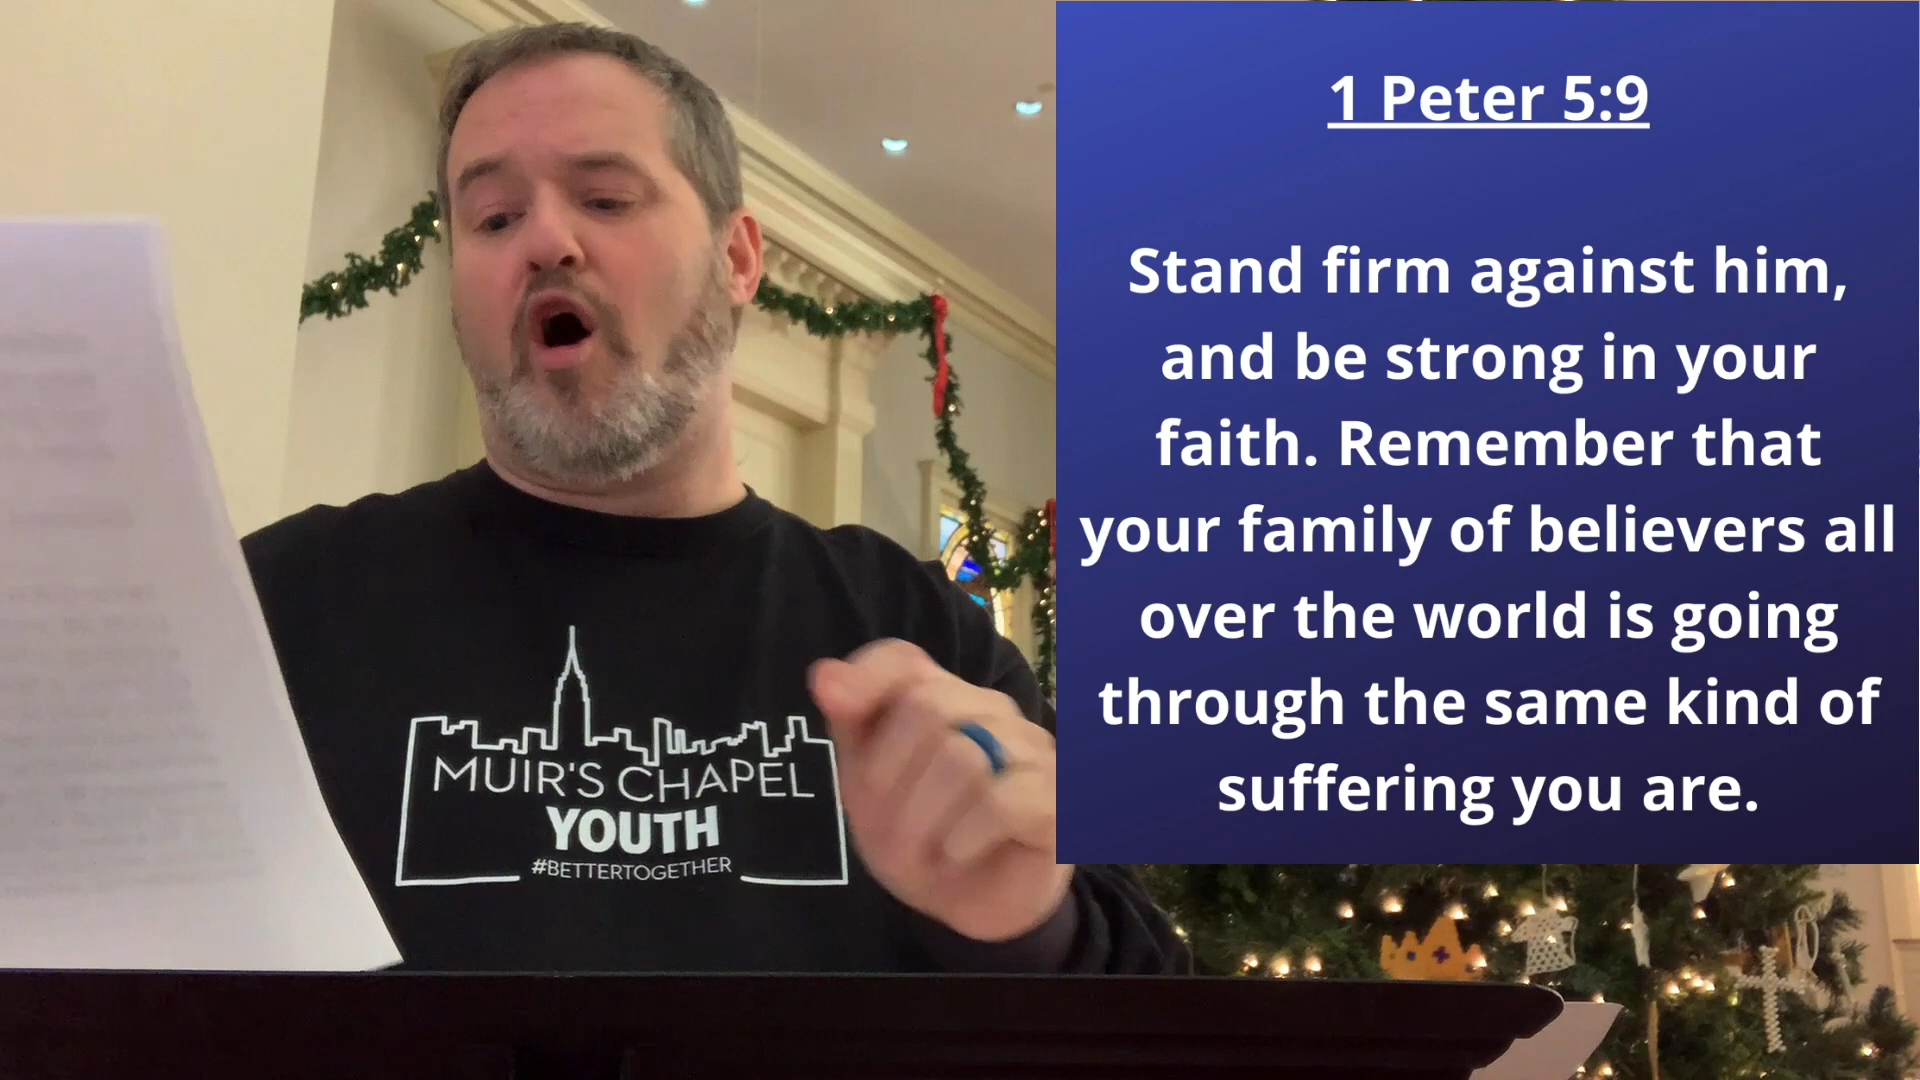 1 Peter 5:9
Stand firm against him,
and be strong in your
faith. Remember that
your family of believers all
over the world is going
through the same kind of
suffering you are.
MUIR'S CHAPEL
YOUTH
#BETTERTOGETHER